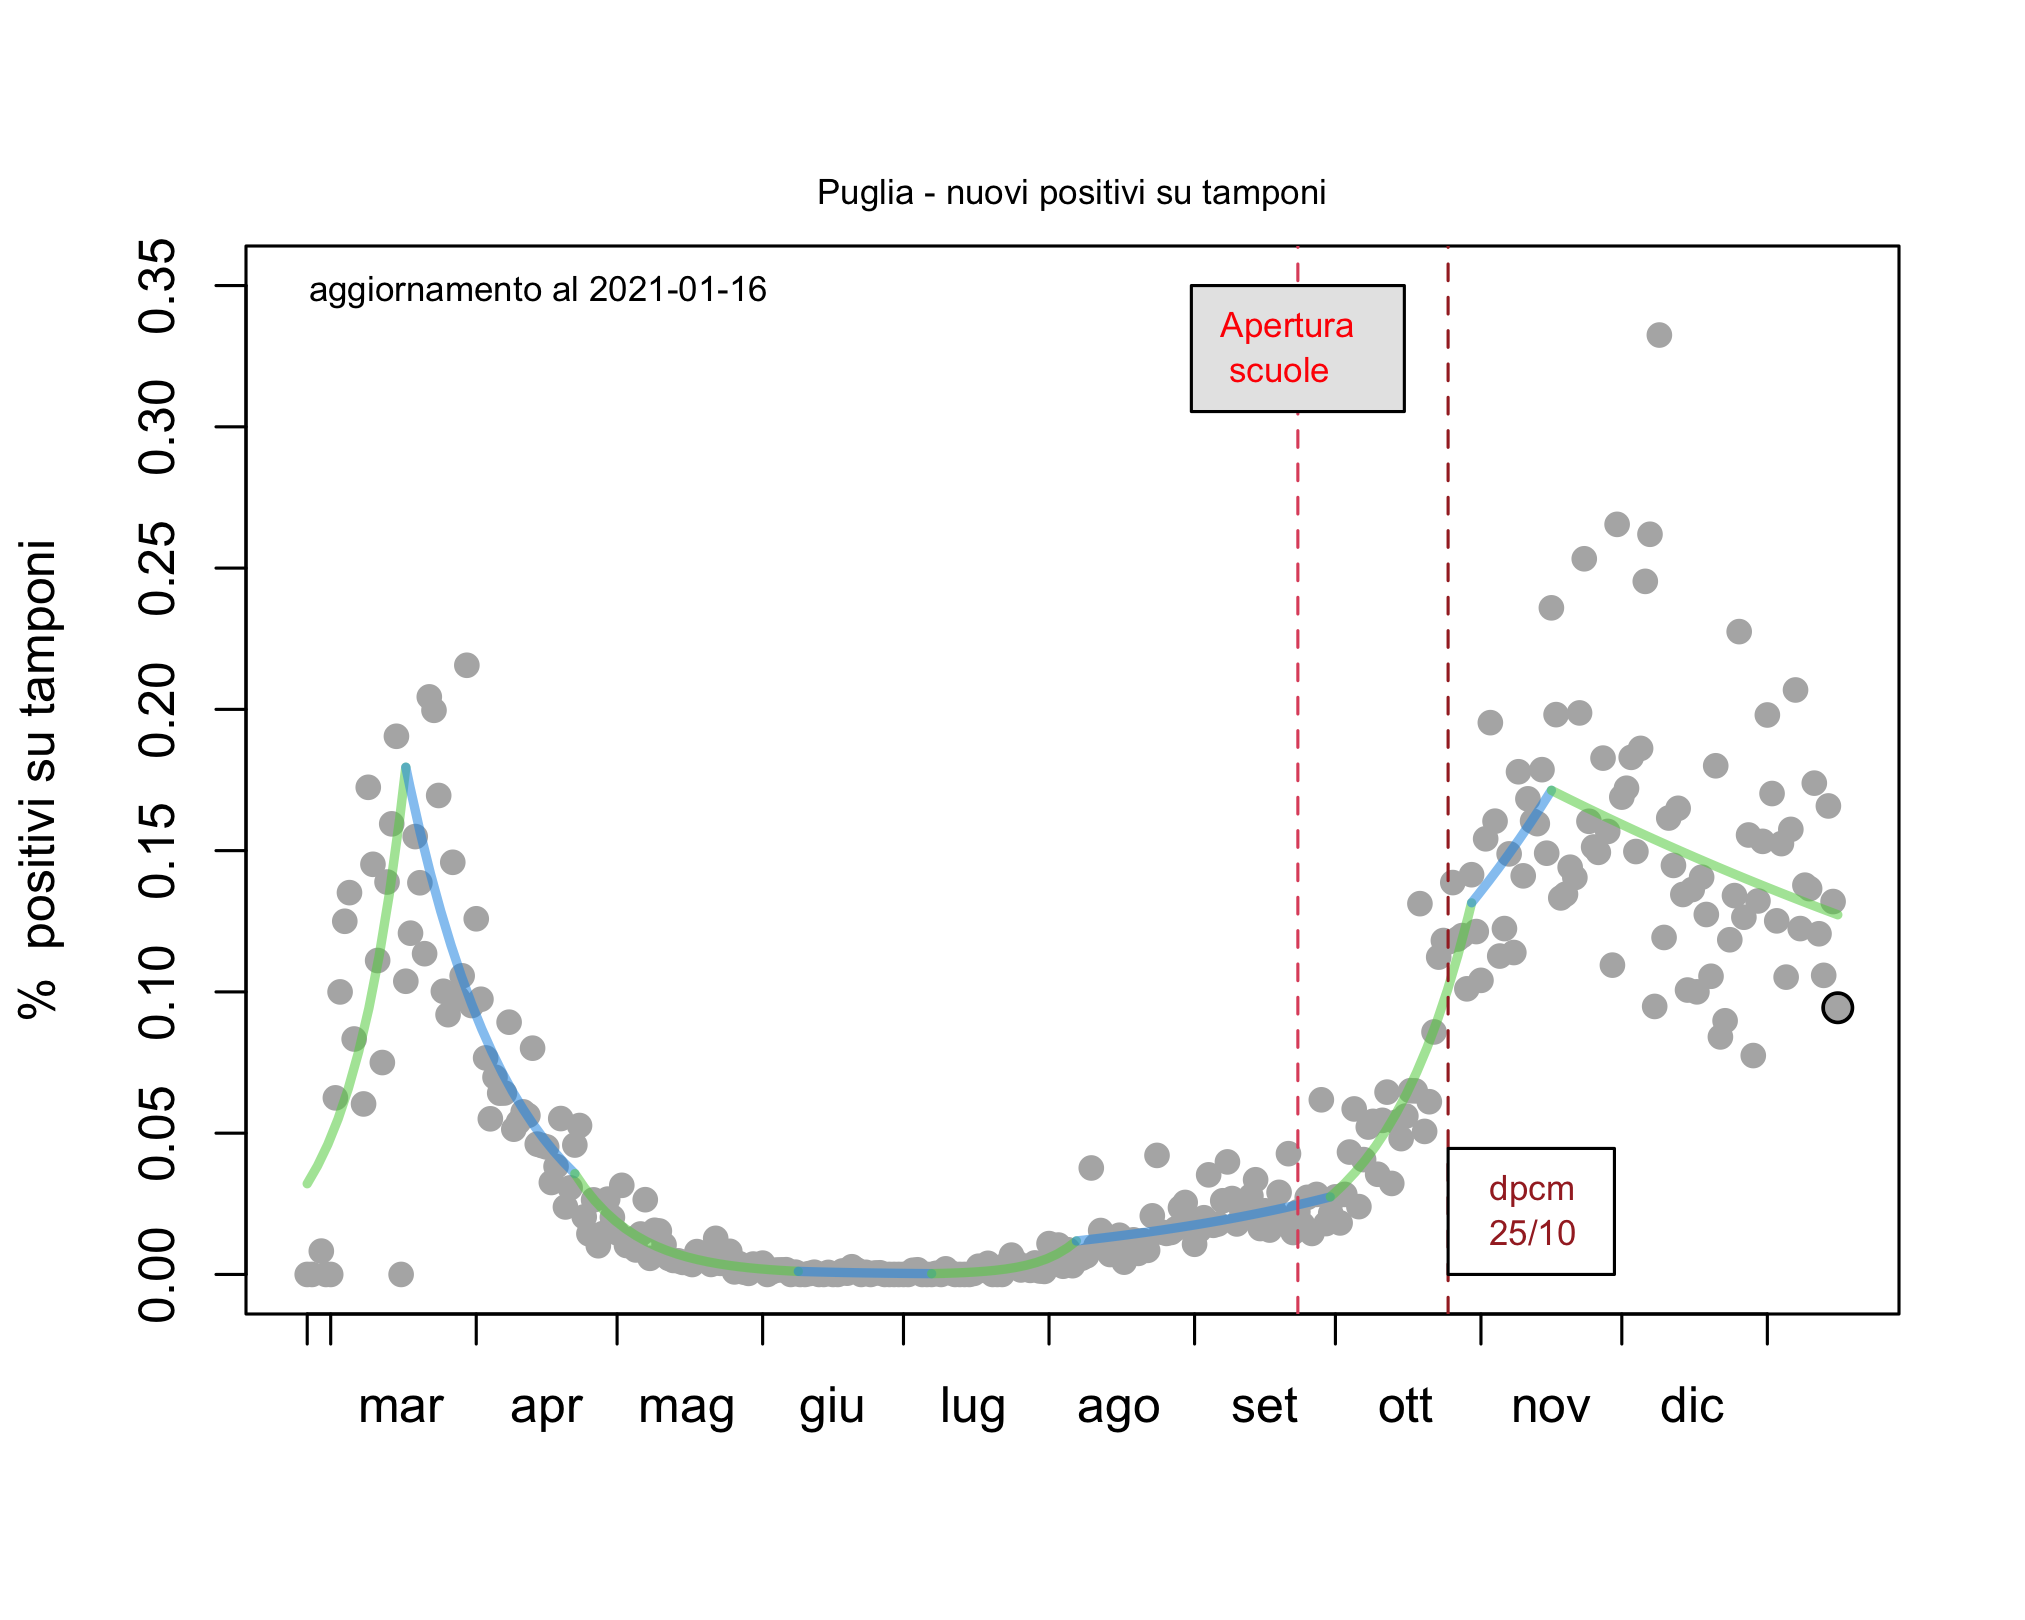 Puglia - nuovi positivi su tamponi
aggiornamento al 2021-01-16
Apertura
scuole
dpcm
25/10
% positivi su tamponi
0.35
0.30
0.25
0.20
0.15
0.10
0.05
0.00
mar apr mag giu lug ago set ott nov dic